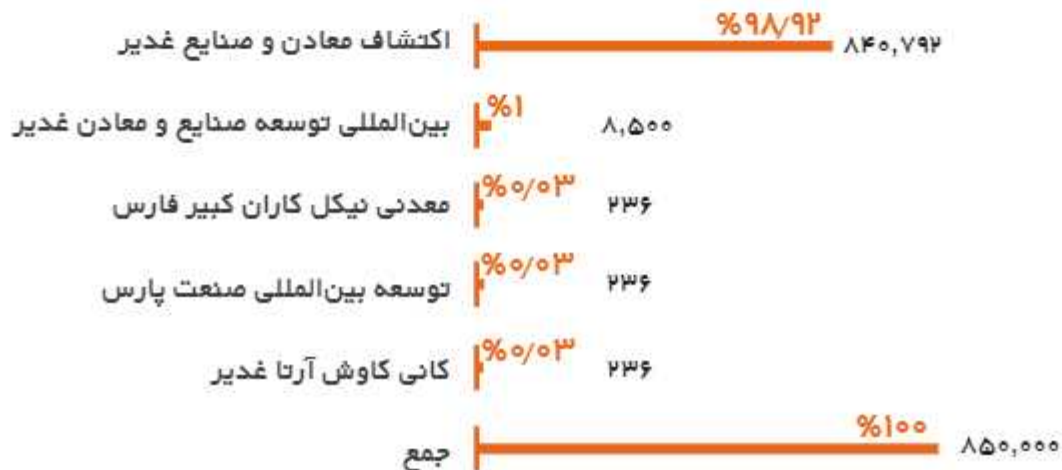 اکتشاف معادن و صنایع غدیر %۹۸/۹۲ ۸۴۰,۷۹۲
بین‌المللی توسعه صنایع و معادن غدیر %۱ ۸,۵۰۰
معدنی نیکل کاران کبیر فارس %۰/۰۳ ۲۳۶
توسعه بین‌المللی صنعت پارس %۰/۰۳ ۲۳۶
کانی کاوش آرتا غدیر %۰/۰۳ ۲۳۶
جمع %۱۰۰ ۸۵۰,۰۰۰